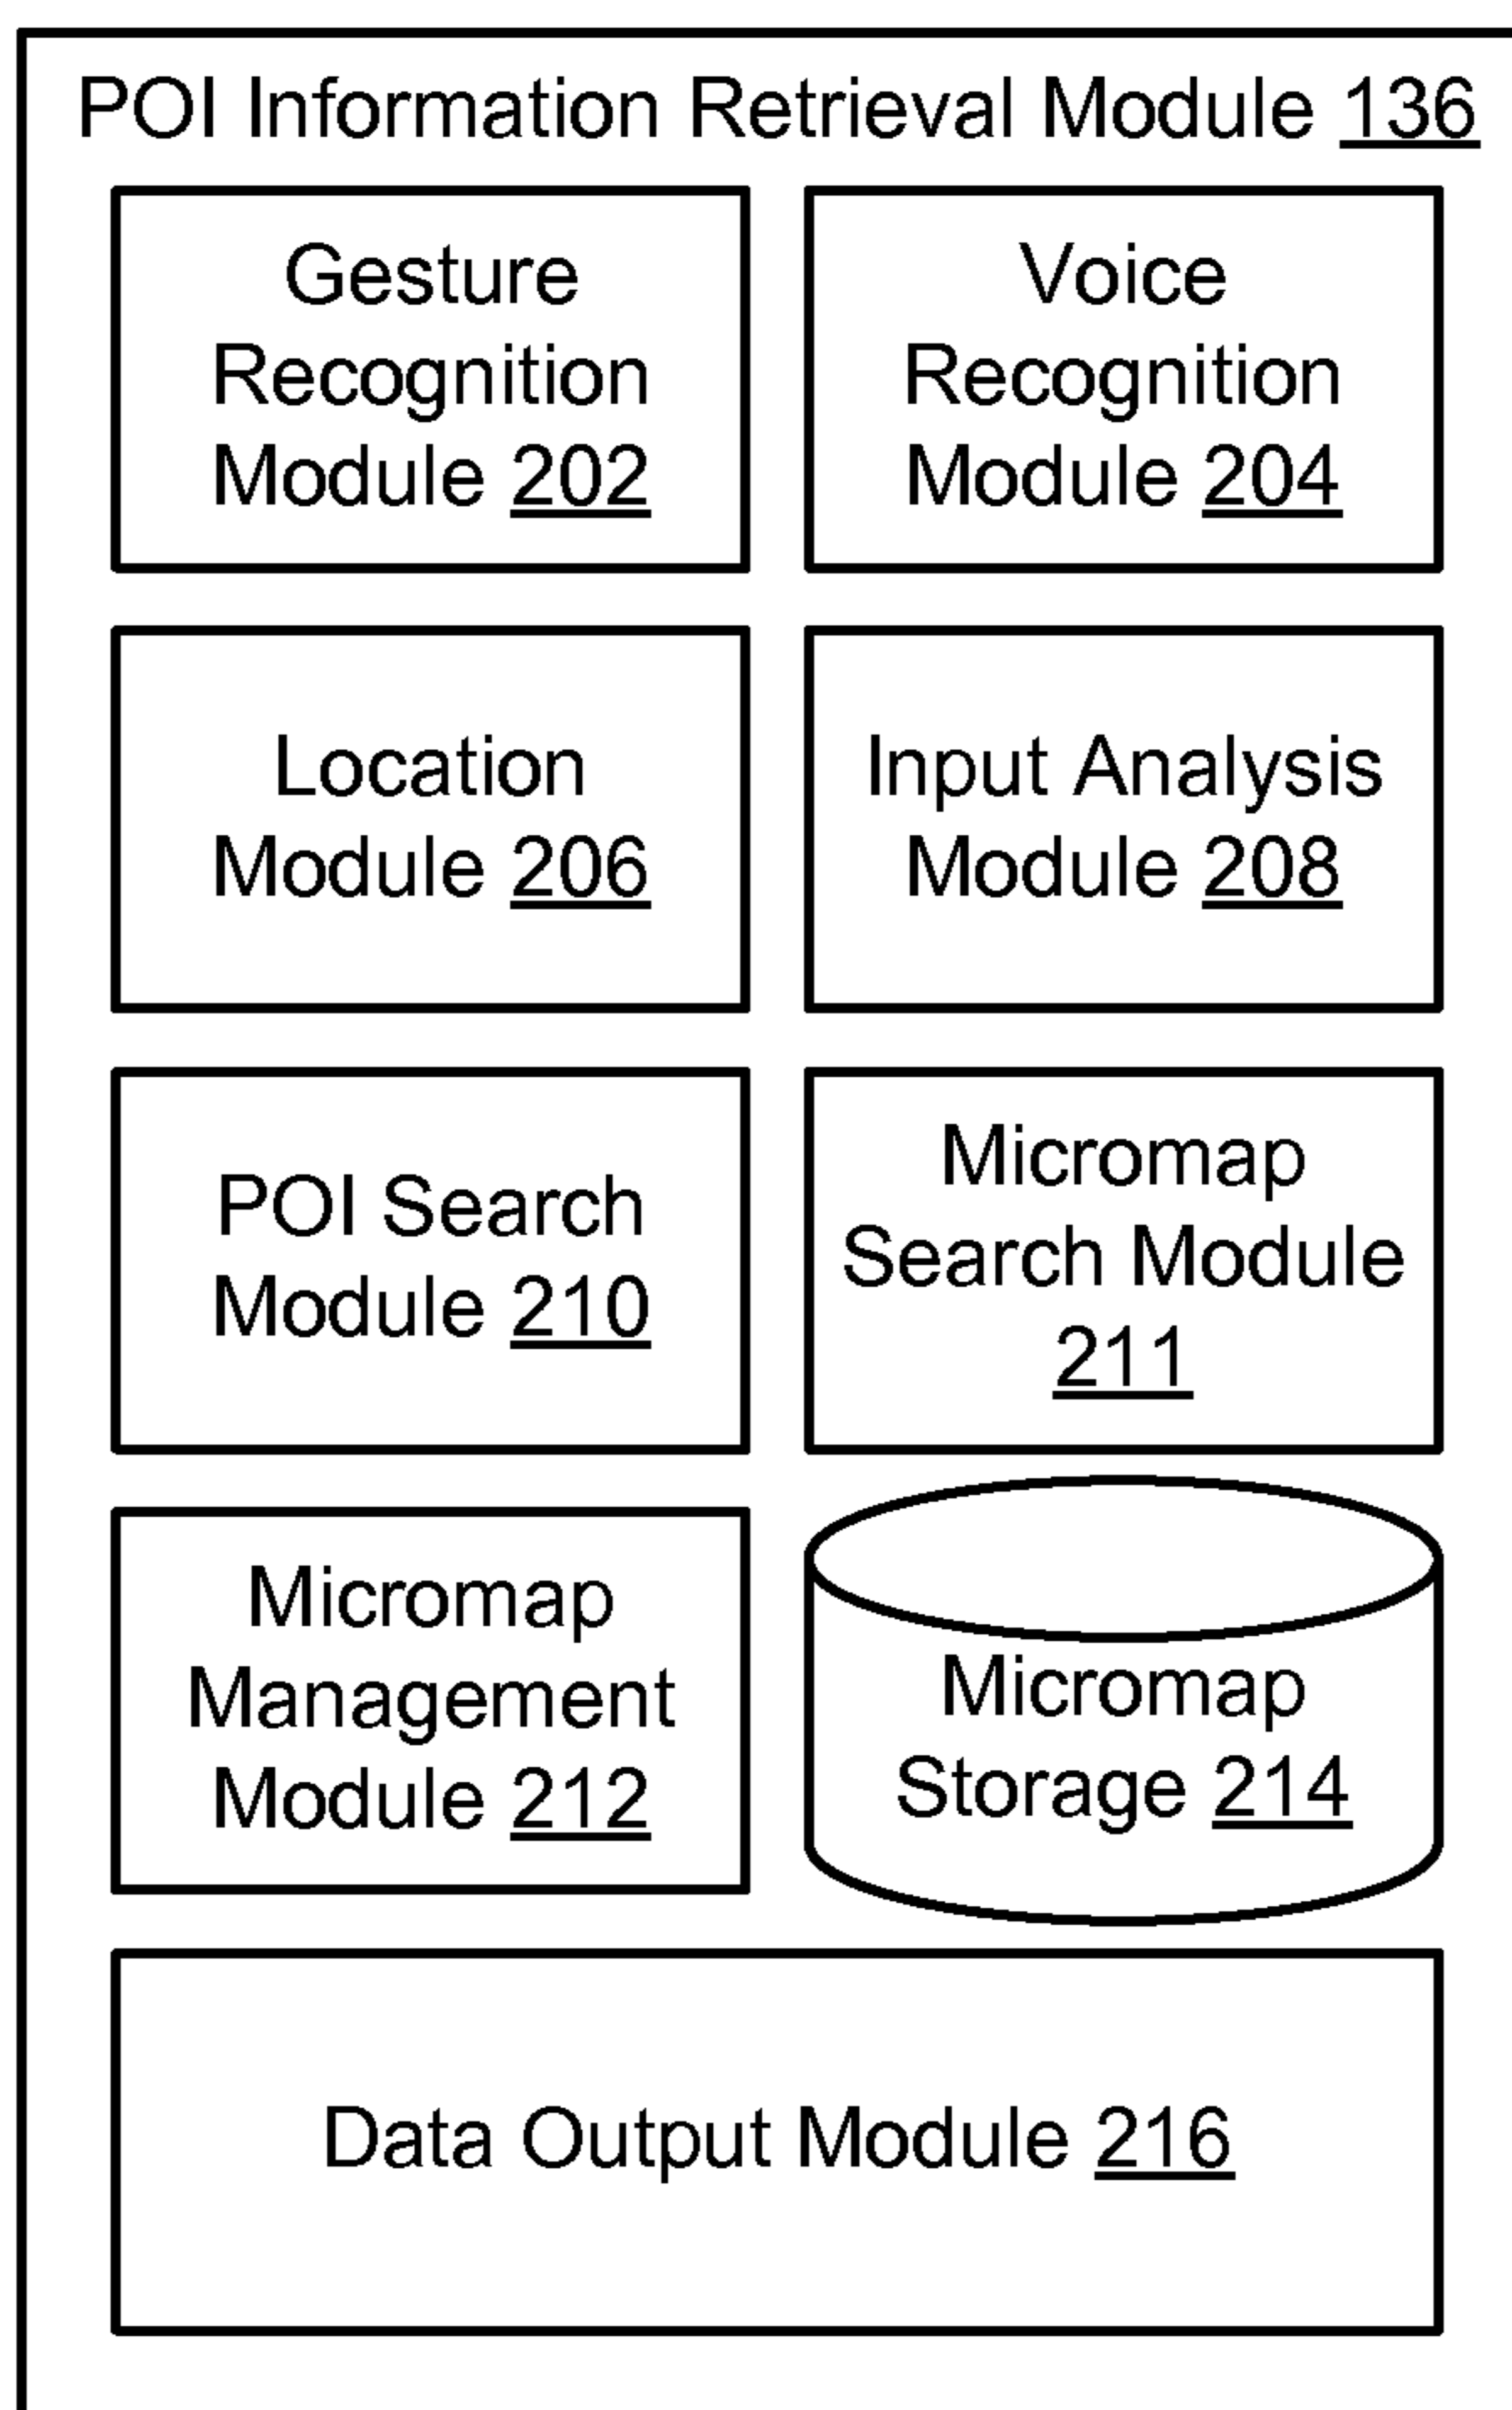 POI Information Retrieval Module 136
Gesture
Recognition
Module 202
Voice
Recognition
Module 204
Location
Module 206
Input Analysis
Module 208
POI Search
Module 210
Micromap
Search Module
211
Micromap
Management
Module 212
Micromap
Storage 214
Data Output Module 216